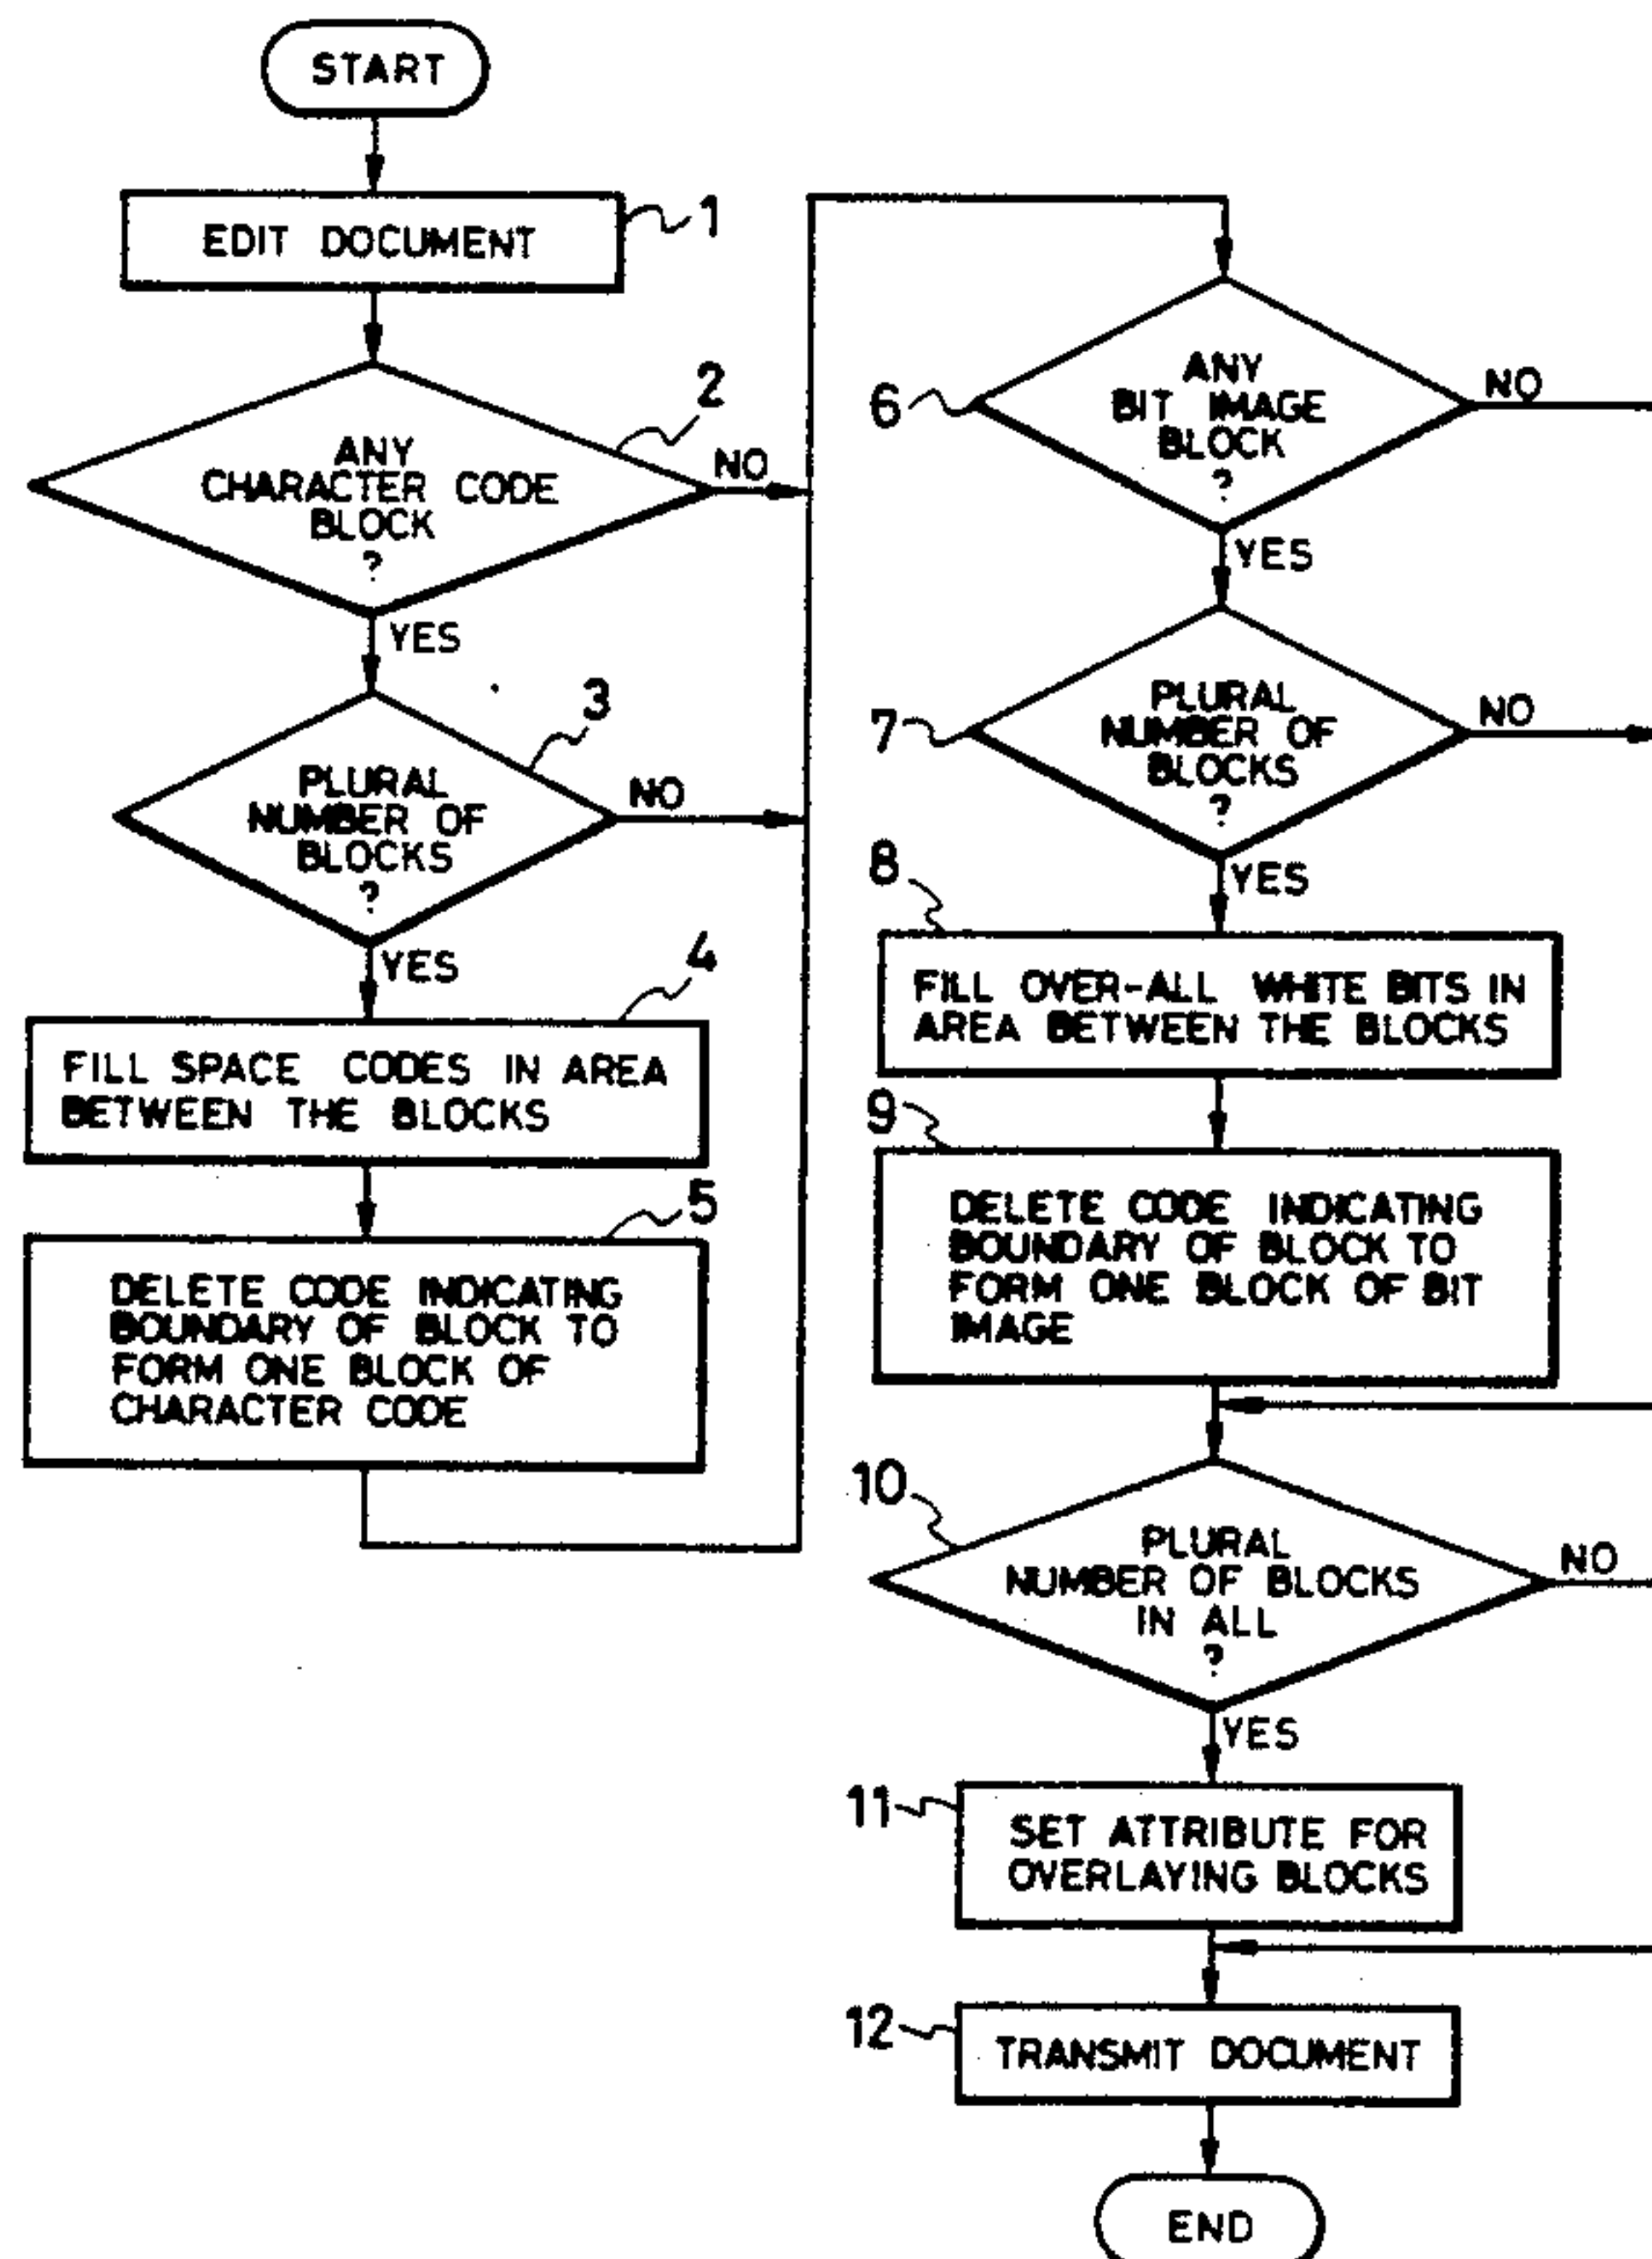 START
EDIT DOCUMENT
1
ANY
CHARACTER CODE
BLOCK
?
2
NO
YES
PLURAL
NUMBER OF
BLOCKS
?
3
NO
YES
4
FILL SPACE CODES IN AREA
BETWEEN THE BLOCKS
5
DELETE CODE INDICATING
BOUNDARY OF BLOCK TO
FORM ONE BLOCK OF
CHARACTER CODE
6
ANY
BIT IMAGE
BLOCK
?
NO
YES
7
PLURAL
NUMBER OF
BLOCKS
?
NO
YES
8
FILL OVER-ALL WHITE BITS IN
AREA BETWEEN THE BLOCKS
9
DELETE CODE INDICATING
BOUNDARY OF BLOCK TO
FORM ONE BLOCK OF BIT
IMAGE
10
PLURAL
NUMBER OF BLOCKS
IN ALL
?
NO
YES
11
SET ATTRIBUTE FOR
OVERLAYING BLOCKS
12
TRANSMIT DOCUMENT
END